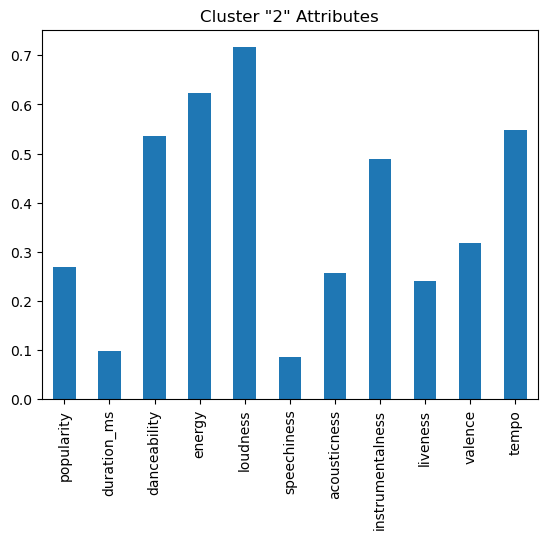 Cluster "2" Attributes
0.7
0.6
0.5
0.4
0.3
0.2
0.1
0.0
popularity
duration_ms
danceability
energy
loudness
speechiness
acousticness
instrumentalness
liveness
valence
tempo